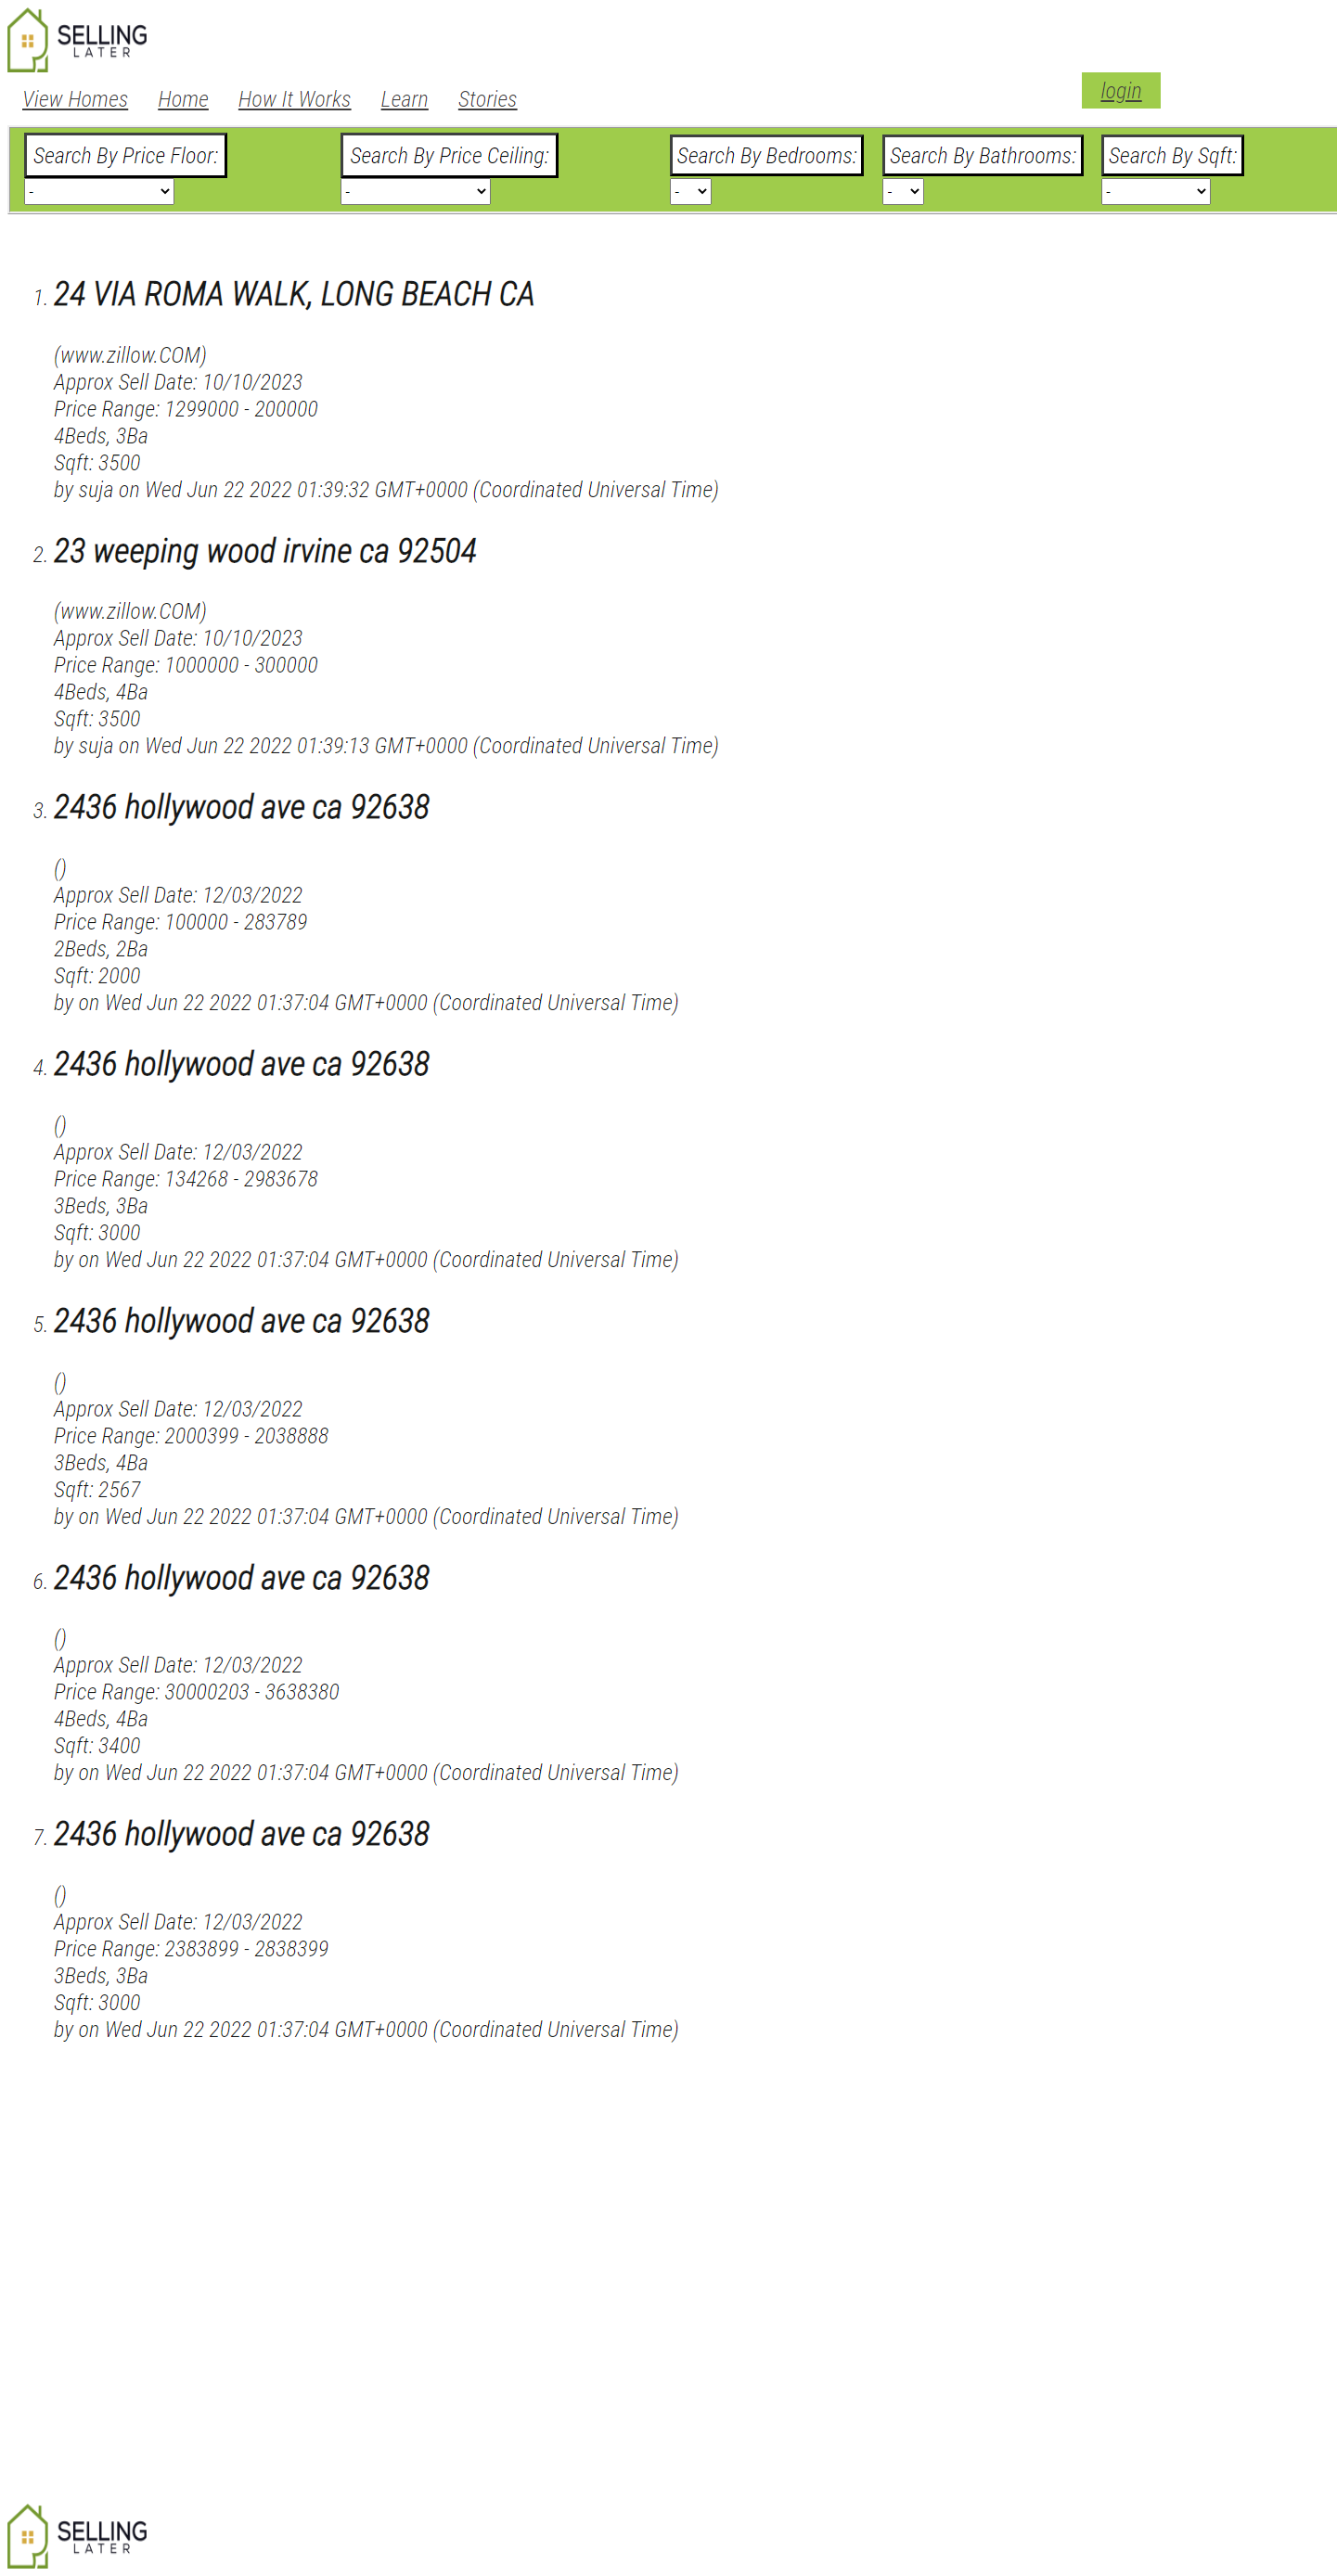 SELLING
LATER
View Homes Home How It Works Learn Stories login
Search By Price Floor: Search By Price Ceiling: Search By Bedrooms: Search By Bathrooms: Search By Sqft:
- - - - -
1. 24 VIA ROMA WALK, LONG BEACH CA
(www.zillow.COM)
Approx Sell Date: 10/10/2023
Price Range: 1299000 - 200000
4Beds, 3Ba
Sqft: 3500
by suja on Wed Jun 22 2022 01:39:32 GMT+0000 (Coordinated Universal Time)
2. 23 weeping wood irvine ca 92504
(www.zillow.COM)
Approx Sell Date: 10/10/2023
Price Range: 1000000 - 300000
4Beds, 4Ba
Sqft: 3500
by suja on Wed Jun 22 2022 01:39:13 GMT+0000 (Coordinated Universal Time)
3. 2436 hollywood ave ca 92638
()
Approx Sell Date: 12/03/2022
Price Range: 100000 - 283789
2Beds, 2Ba
Sqft: 2000
by on Wed Jun 22 2022 01:37:04 GMT+0000 (Coordinated Universal Time)
4. 2436 hollywood ave ca 92638
()
Approx Sell Date: 12/03/2022
Price Range: 134268 - 2983678
3Beds, 3Ba
Sqft: 3000
by on Wed Jun 22 2022 01:37:04 GMT+0000 (Coordinated Universal Time)
5. 2436 hollywood ave ca 92638
()
Approx Sell Date: 12/03/2022
Price Range: 2000399 - 2038888
3Beds, 4Ba
Sqft: 2567
by on Wed Jun 22 2022 01:37:04 GMT+0000 (Coordinated Universal Time)
6. 2436 hollywood ave ca 92638
()
Approx Sell Date: 12/03/2022
Price Range: 30000203 - 3638380
4Beds, 4Ba
Sqft: 3400
by on Wed Jun 22 2022 01:37:04 GMT+0000 (Coordinated Universal Time)
7. 2436 hollywood ave ca 92638
()
Approx Sell Date: 12/03/2022
Price Range: 2383899 - 2838399
3Beds, 3Ba
Sqft: 3000
by on Wed Jun 22 2022 01:37:04 GMT+0000 (Coordinated Universal Time)
SELLING
LATER